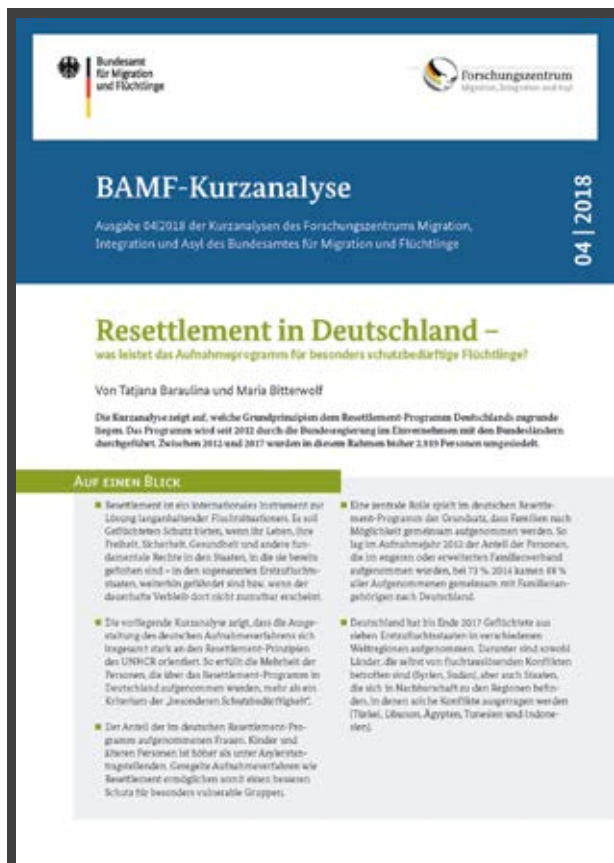 Bundesamt
für Migration
und Flüchtlinge
Forschungszentrum
Migration, Integration und Asyl
BAMF-Kurzanalyse
Ausgabe 04|2018 der Kurzanalysen des Forschungszentrums Migration,
Integration und Asyl des Bundesamtes für Migration und Flüchtlinge
04 | 2018
Resettlement in Deutschland –
was leistet das Aufnahmeprogramm für besonders schutzbedürftige Flüchtlinge?
Von Tatjana Baraulina und Maria Bitterwolf
Die Kurzanalyse zeigt auf, welche Grundprinzipien dem Resettlement-Programm Deutschlands zugrunde
liegen. Das Programm wird seit 2012 durch die Bundesregierung im Einvernehmen mit den Bundesländern
durchgeführt. Zwischen 2012 und 2017 wurden in diesem Rahmen bisher Personen umgesiedelt.
AUF EINEN BLICK
■ Resettlement ist ein internationales Instrument zur
Lösung langanhaltender Fluchtsituationen. Es soll
Geflüchteten Schutz bieten, wenn ihr Leben, ihre
Freiheit, Sicherheit, Gesundheit und andere fun-
damentale Rechte in den Staaten, in die sie bereits
geflohen sind – in den sogenannten Erstzuflucht-
staaten, weiterhin gefährdet sind bzw. wenn der
dauerhafte Verbleib dort nicht zumutbar erscheint.
■ Die vorliegende Kurzanalyse zeigt, dass die Ausge-
staltung des deutschen Aufnahmeverfahrens sich
insgesamt stark an den Resettlement-Prinzipien
des UNHCR orientiert. So erfüllt die Mehrheit der
Personen, die über das Resettlement-Programm in
Deutschland aufgenommen wurden, mehr als ein
Kriterium der „besonderen Schutzbedürftigkeit“.
■ Der Anteil der im deutschen Resettlement-Pro-
gramm aufgenommenen Frauen, Kinder und
älteren Personen ist höher als unter Asylerstan-
tragstellenden. Geregelte Aufnahmeverfahren wie
Resettlement ermöglichen somit einen besseren
Schutz für besonders vulnerable Gruppen.
■ Eine zentrale Rolle spielt im deutschen Resettle-
ment-Programm der Grundsatz, dass Familien nach
Möglichkeit gemeinsam aufgenommen werden. So
lag im Aufnahmejahr 2012 der Anteil der Personen,
die im engeren oder erweiterten Familienverband
aufgenommen wurden, bei 73 %. 2014 kamen 88 %
aller Aufgenommenen gemeinsam mit Familienan-
gehörigen nach Deutschland.
■ Deutschland hat bis Ende 2017 Geflüchtete aus
sieben Erstzufluchtsstaaten in verschiedenen
Weltregionen aufgenommen. Darunter sind sowohl
Länder, die selbst von fluchtauslösenden Konflikten
betroffen sind (Syrien, Sudan), aber auch Staaten,
die sich in Nachbarschaft zu den Regionen befin-
den, in denen solche Konflikte ausgetragen werden
(Türkei, Libanon, Ägypten, Tunesien und Indone-
sien).